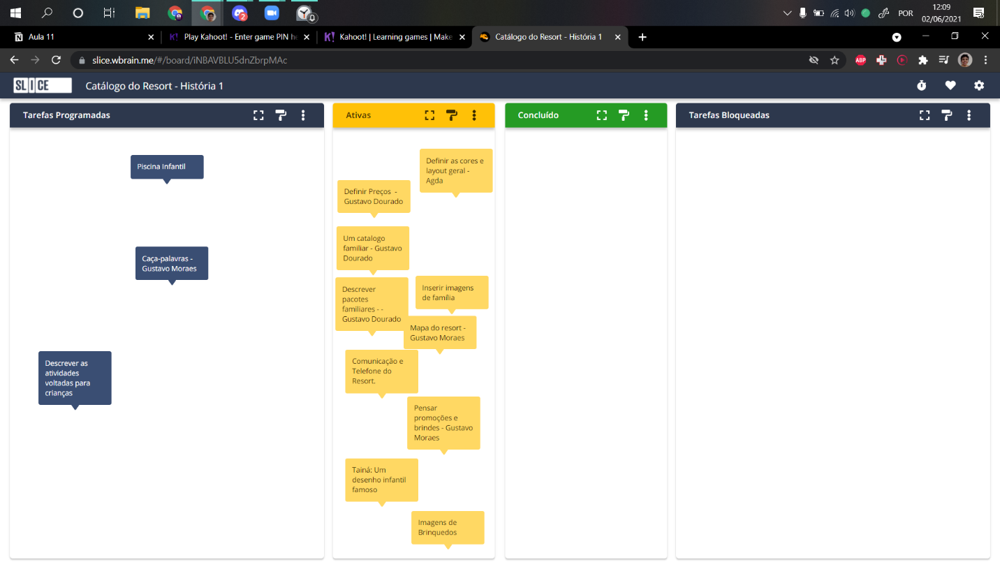 POR
12:09
02/06/2021
2
Aula 11
Play Kahoot! - Enter game PIN he
Kahoot! | Learning games | Make
Catálogo do Resort - História 1
slice.wbrain.me/#/board/iNBAVBLU5dnZbrpMAc
ABP
SLICE
Catálogo do Resort - História 1
Tarefas Programadas
Piscina Infantil
Caça-palavras -
Gustavo Moraes
Descrever as
atividades
voltadas para
crianças
Ativas
Definir as cores e
layout geral -
Agda
Definir Preços -
Gustavo Dourado
Um catalogo
familiar - Gustavo
Dourado
Descrever
pacotes
familiares - -
Gustavo Dourado
Inserir imagens
de família
Mapa do resort -
Gustavo Moraes
Comunicação e
Telefone do
Resort.
Pensar
promoções e
brindes - Gustavo
Moraes
Tainá: Um
desenho infantil
famoso
Imagens de
Brinquedos
Concluído
Tarefas Bloqueadas